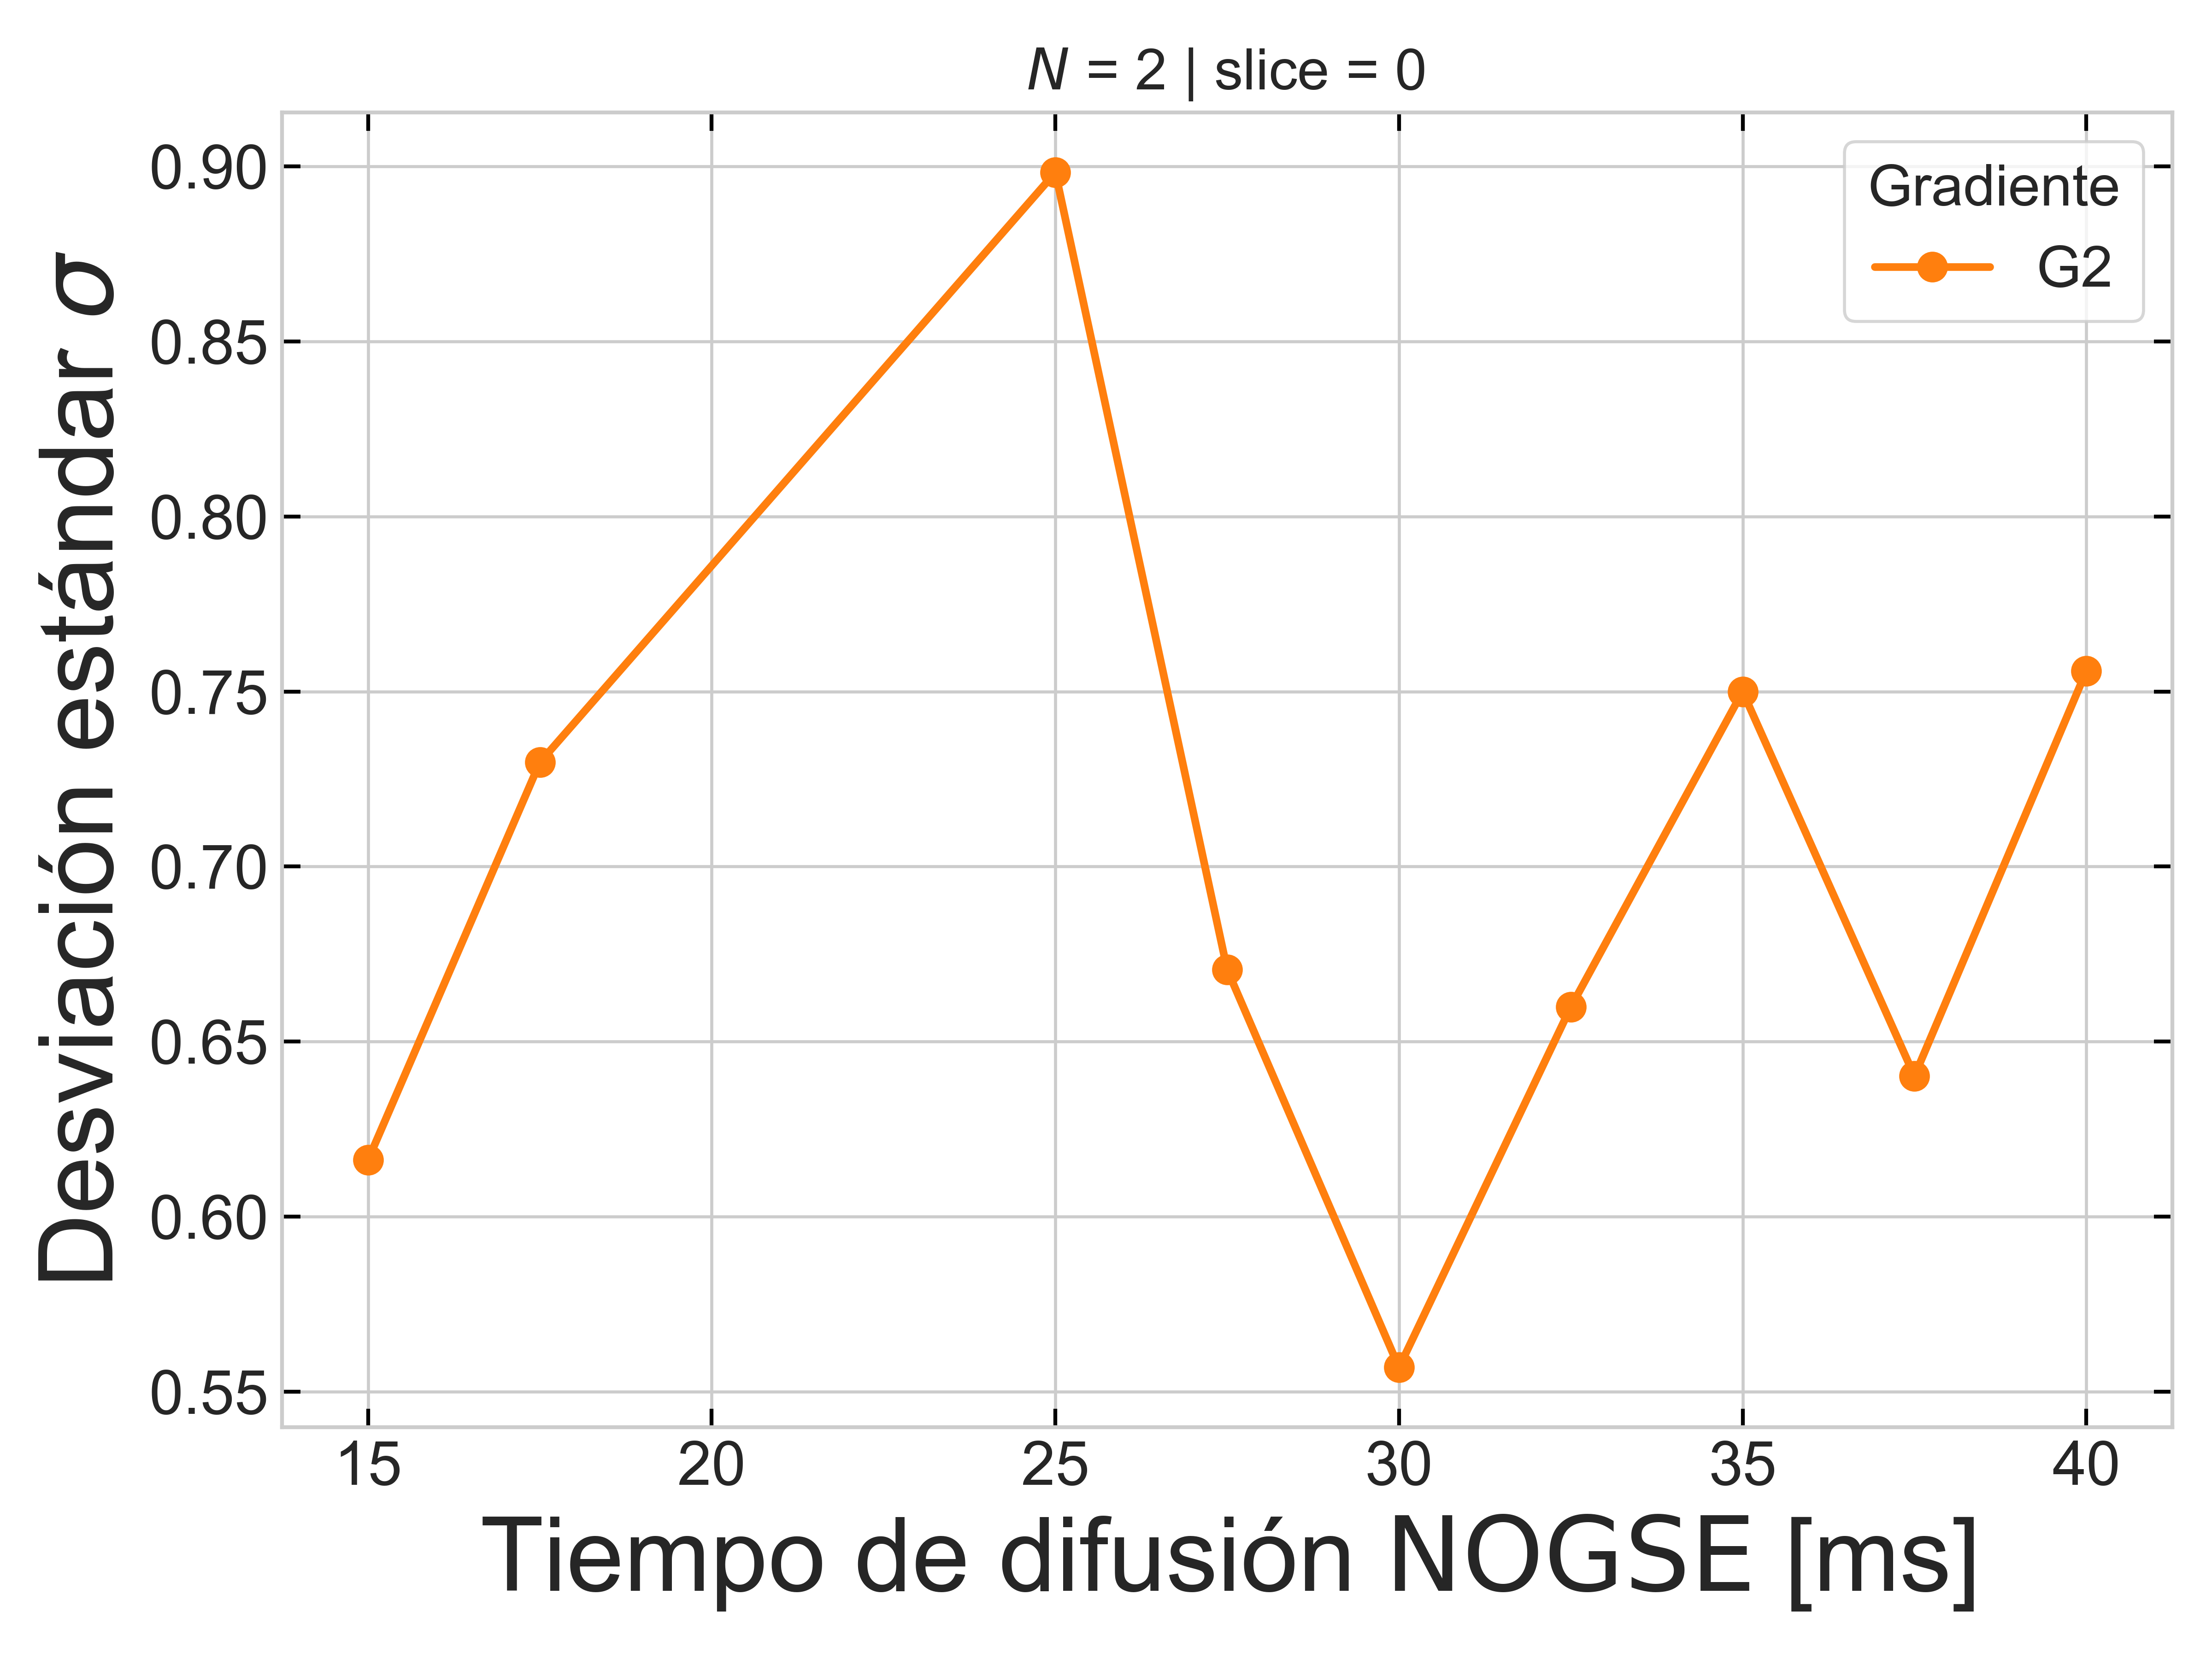 N = 2 | slice = 0
Desviación estándar σ
0.90
0.85
0.80
0.75
0.70
0.65
0.60
0.55
Gradiente
G2
15 20 25 30 35 40
Tiempo de difusión NOGSE [ms]